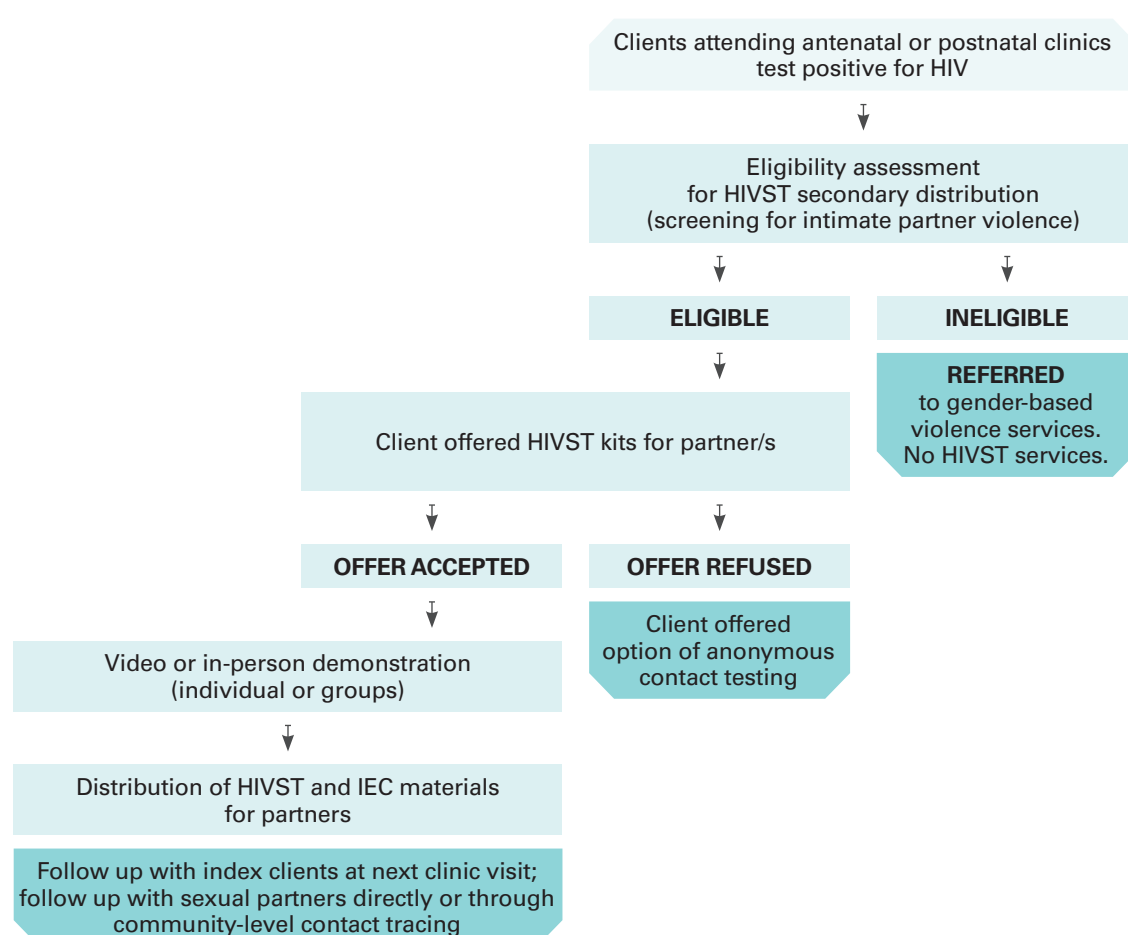 Clients attending antenatal or postnatal clinics
test positive for HIV
Eligibility assessment
for HIVST secondary distribution
(screening for intimate partner violence)
ELIGIBLE
INELIGIBLE
REFERRED
to gender-based
violence services.
No HIVST services.
Client offered HIVST kits for partner/s
OFFER ACCEPTED
OFFER REFUSED
Client offered
option of anonymous
contact testing
Video or in-person demonstration
(individual or groups)
Distribution of HIVST and IEC materials
for partners
Follow up with index clients at next clinic visit;
follow up with sexual partners directly or through
community-level contact tracing